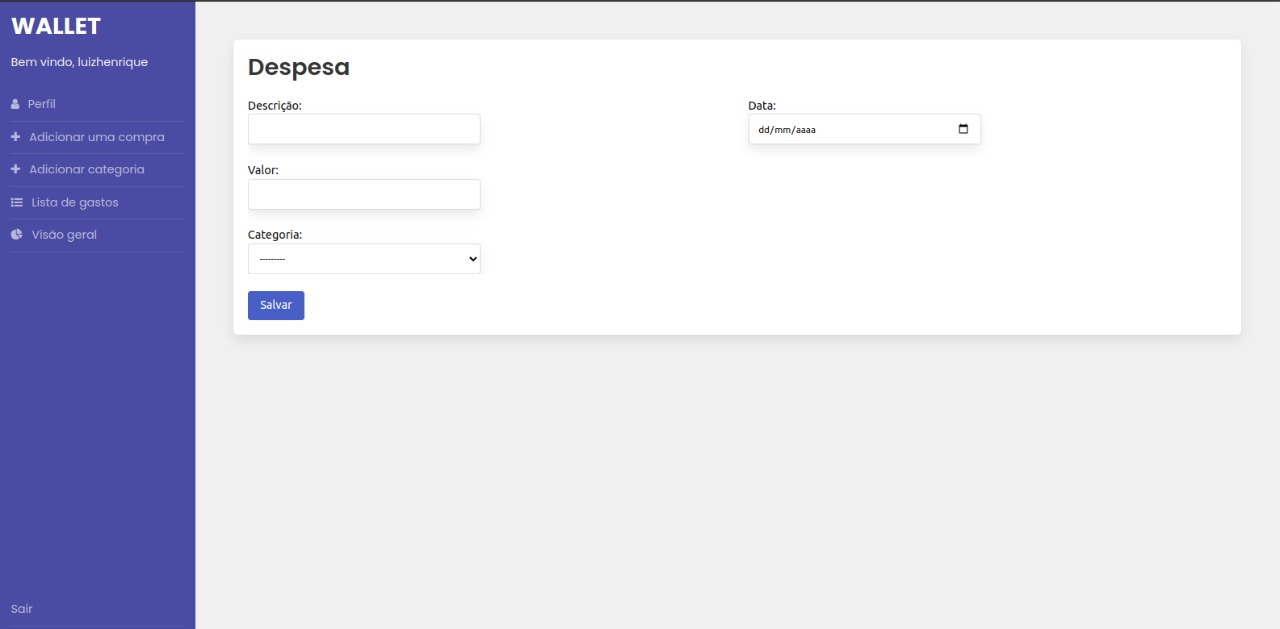 WALLET
Bem vindo, luizhenrique
Perfil
Adicionar uma compra
Adicionar categoria
Lista de gastos
Visão geral
Sair
Despesa
Descrição:
Data:
dd/mm/aaaa
Valor:
Categoria:
---------
Salvar